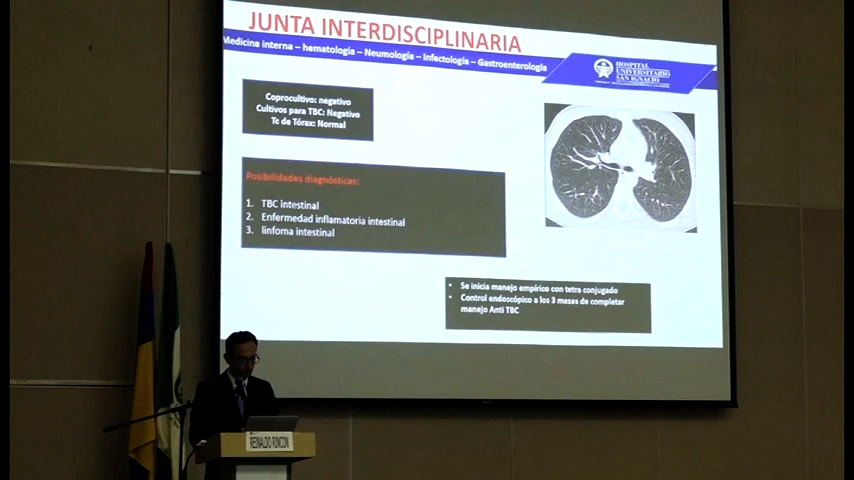 JUNTA INTERDISCIPLINARIA
Medicina interna – hematología – Neumología – Infectología – Gastroenterología
HOSPITAL
UNIVERSITARIO
SAN IGNACIO
Coprocultivo: negativo
Cultivos para TBC: Negativo
Tc de Tórax: Normal
Posibilidades diagnósticas:
1. TBC intestinal
2. Enfermedad inflamatoria intestinal
3. linfoma intestinal
• Se inicia manejo empírico con tetra conjugado
• Control endoscópico a los 3 meses de completar
manejo Anti TBC
REINALDO RINCON